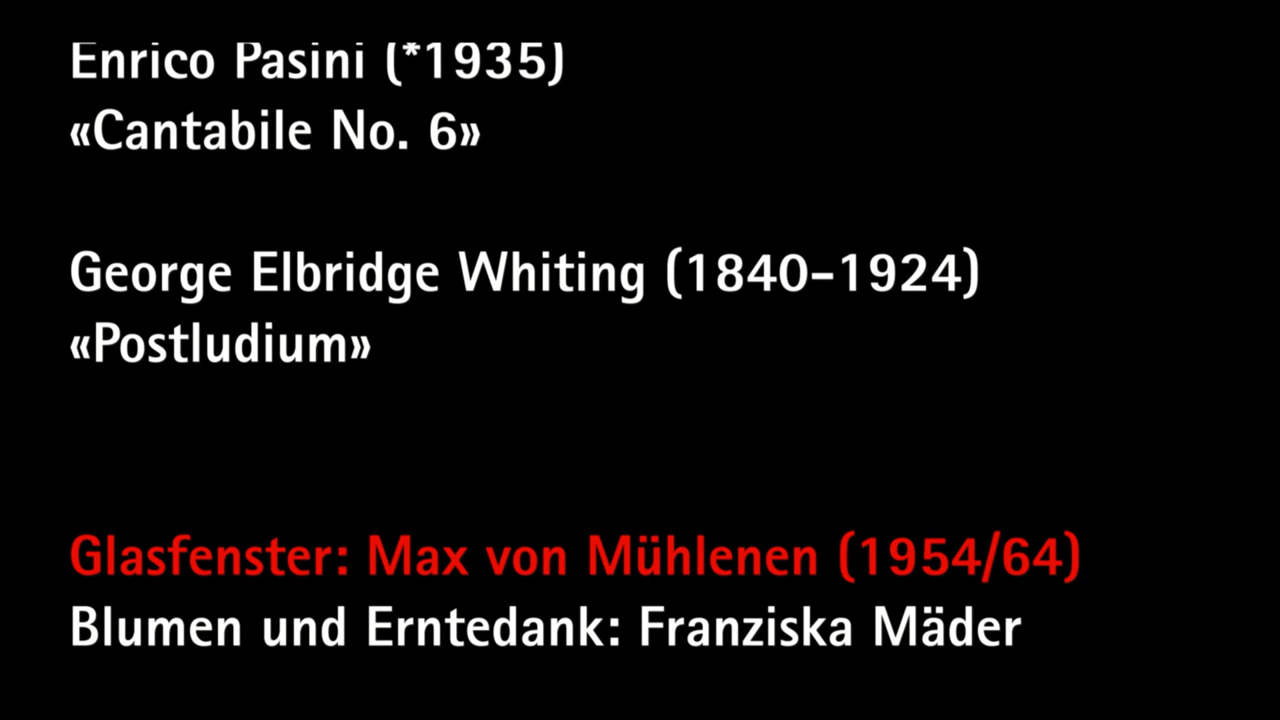 Enrico Pasini (*1935)
«Cantabile No. 6»
George Elbridge Whiting (1840-1924)
«Postludium»
Glasfenster: Max von Mühlenen (1954/64)
Blumen und Erntedank: Franziska Mäder